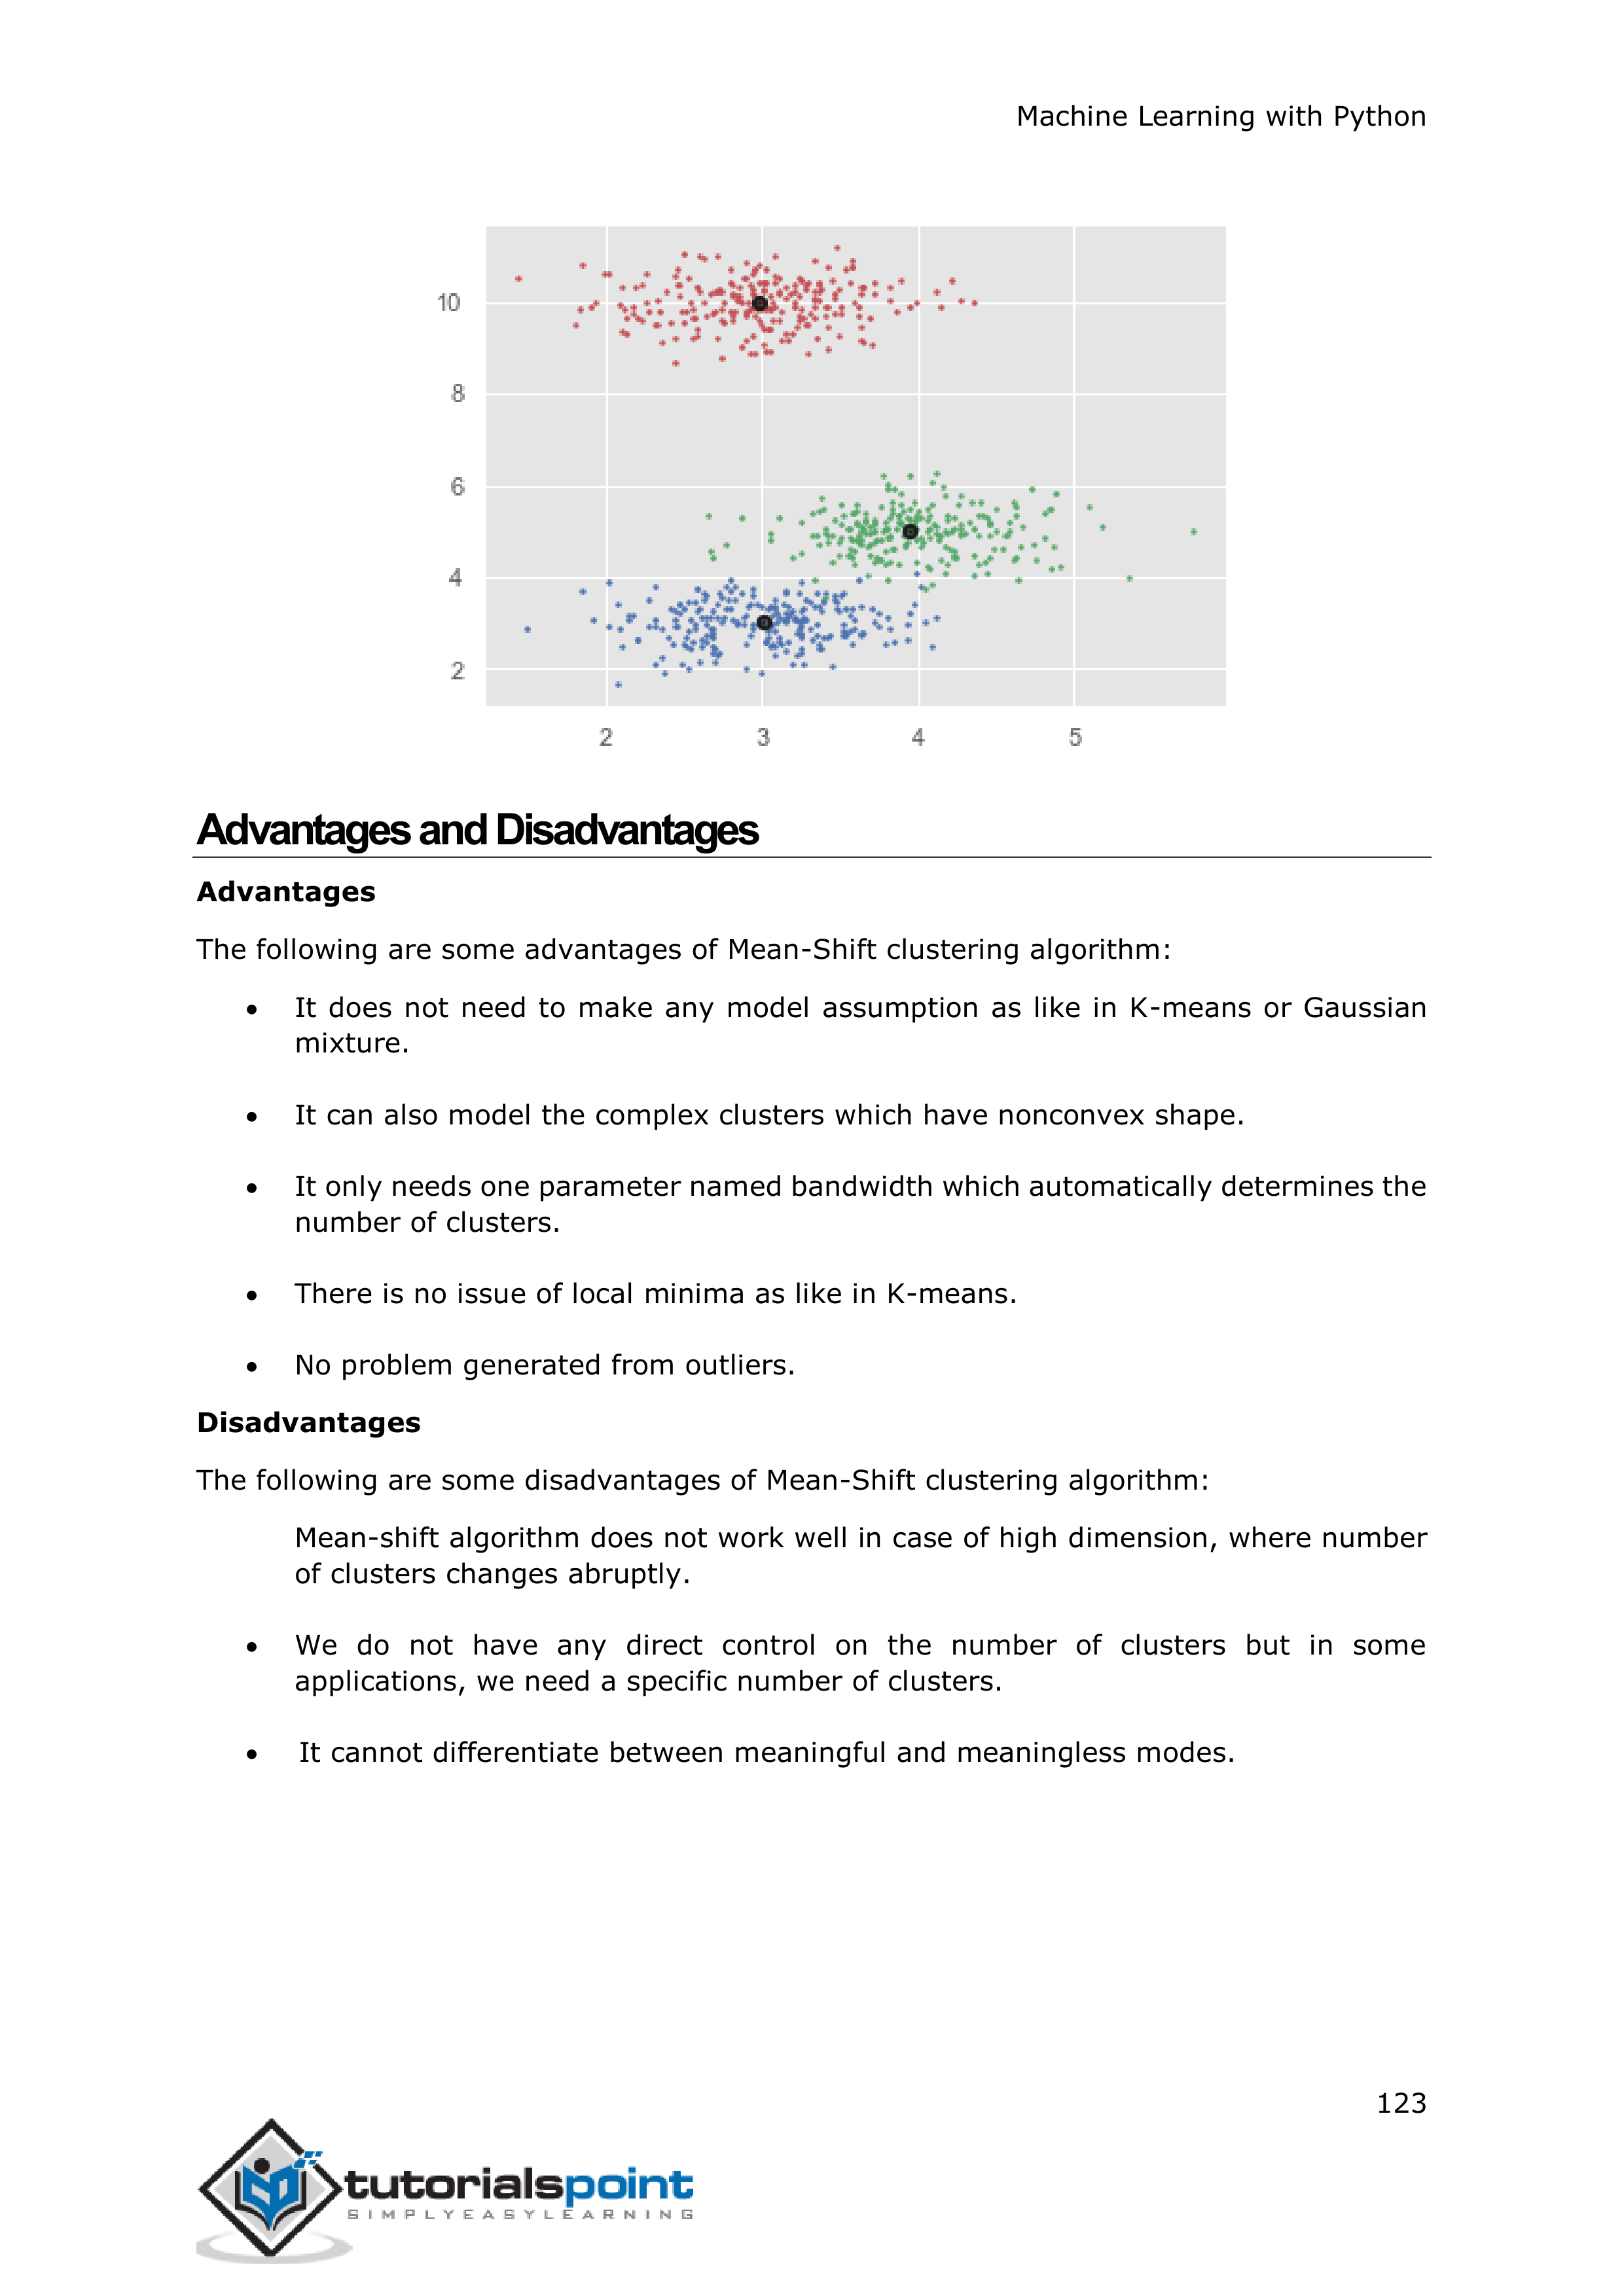 Machine Learning with Python
10
8
6
4
2
2 3 4 5
Advantages and Disadvantages
Advantages
The following are some advantages of Mean-Shift clustering algorithm:
• It does not need to make any model assumption as like in K-means or Gaussian
mixture.
• It can also model the complex clusters which have nonconvex shape.
• It only needs one parameter named bandwidth which automatically determines the
number of clusters.
• There is no issue of local minima as like in K-means.
• No problem generated from outliers.
Disadvantages
The following are some disadvantages of Mean-Shift clustering algorithm:
Mean-shift algorithm does not work well in case of high dimension, where number
of clusters changes abruptly.
• We do not have any direct control on the number of clusters but in some
applications, we need a specific number of clusters.
• It cannot differentiate between meaningful and meaningless modes.
123
tutorialspoint
SIMPLYEASYLEARNING